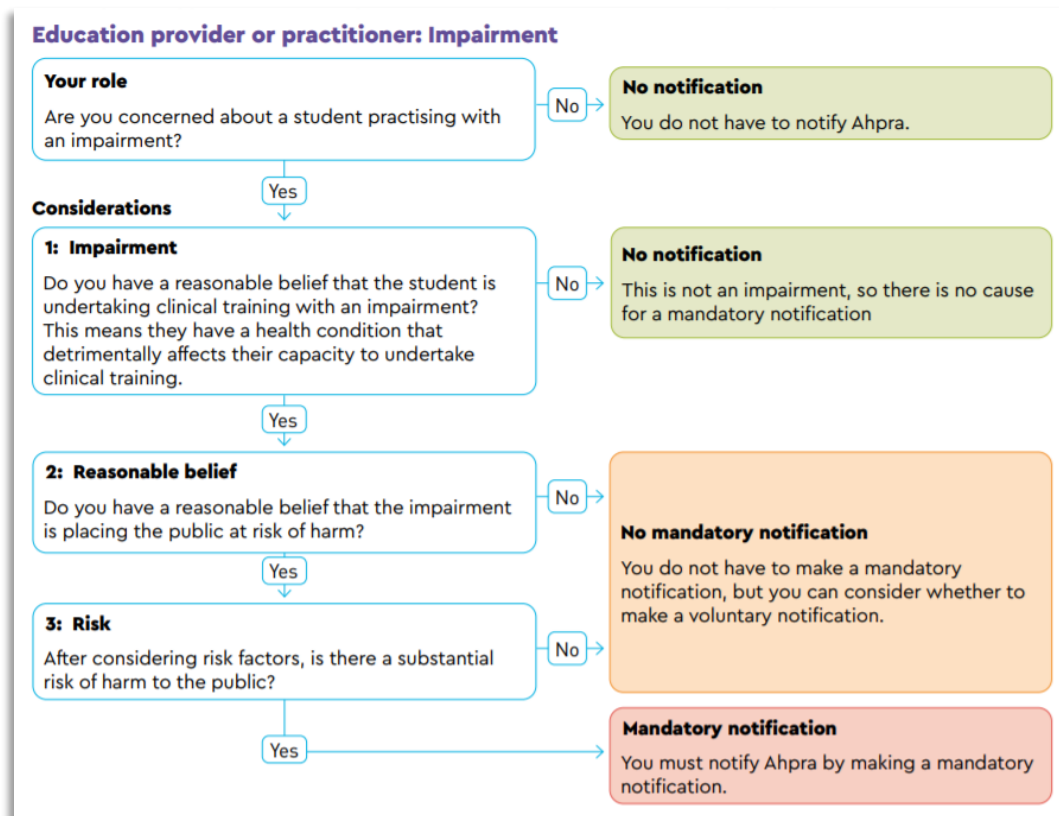 Education provider or practitioner: Impairment
Your role
Are you concerned about a student practising with
an impairment?
No
No notification
You do not have to notify Ahpra.
Yes
Considerations
1: Impairment
Do you have a reasonable belief that the student is
undertaking clinical training with an impairment?
This means they have a health condition that
detrimentally affects their capacity to undertake
clinical training.
No
No notification
This is not an impairment, so there is no cause
for a mandatory notification
Yes
2: Reasonable belief
Do you have a reasonable belief that the impairment
is placing the public at risk of harm?
No
Yes
3: Risk
After considering risk factors, is there a substantial
risk of harm to the public?
No
No mandatory notification
You do not have to make a mandatory
notification, but you can consider whether to
make a voluntary notification.
Yes
Mandatory notification
You must notify Ahpra by making a mandatory
notification.